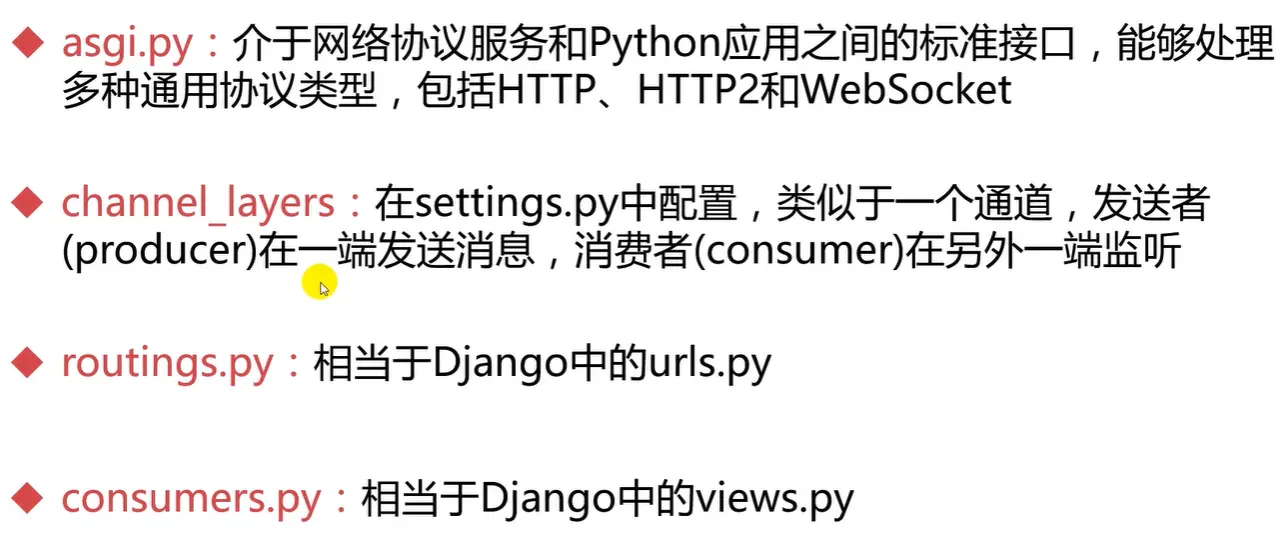 asgi.py：介于网络协议服务和Python应用之间的标准接口，能够处理
多种通用协议类型，包括HTTP、HTTP2和WebSocket
channel_layers：在settings.py中配置，类似于一个通道，发送者
(producer)在一端发送消息，消费者(consumer)在另外一端监听
routings.py：相当于Django中的urls.py
consumers.py：相当于Django中的views.py